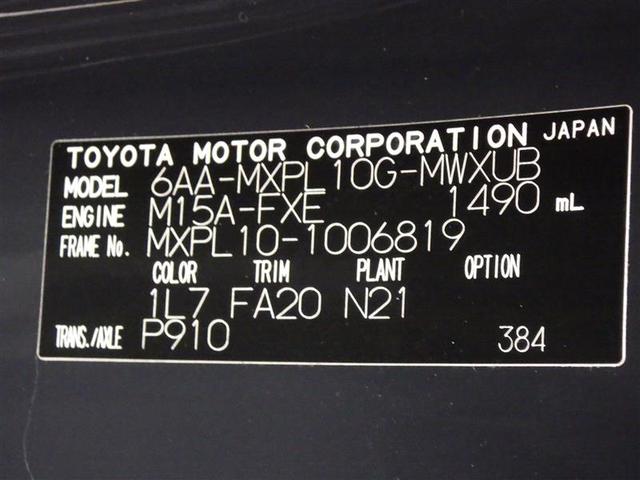 TOYOTA MOTOR CORPORATION JAPAN
MODEL 6AA-MXPL10G-MWXUB
ENGINE M15A-FXE 1490 mL
FRAME No. MXPL10-1006819
COLOR TRIM PLANT OPTION
1L7 FA20 N21
TRANS./AXLE P910 384